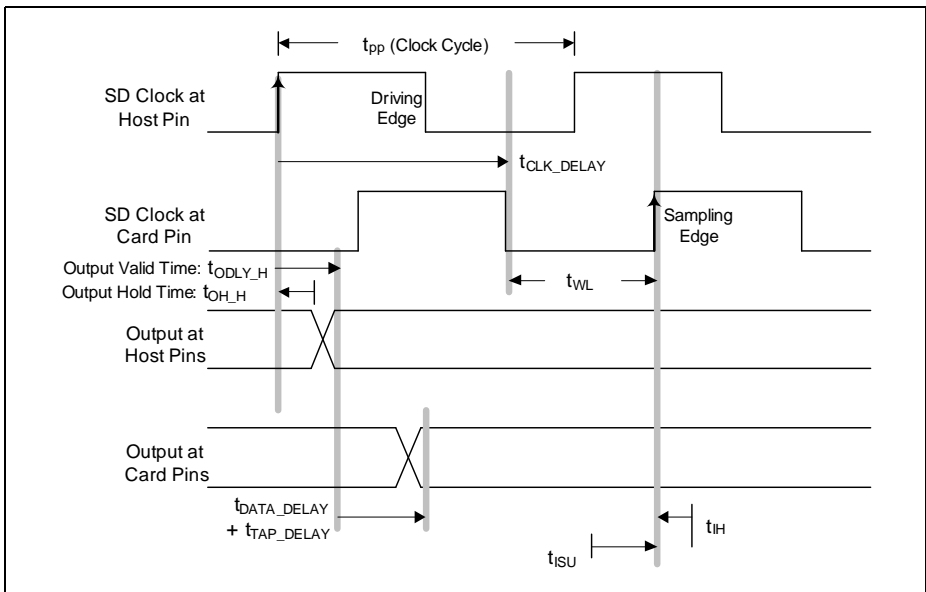 tpp (Clock Cycle)
SD Clock at
Host Pin
Driving
Edge
tCLK_DELAY
SD Clock at
Card Pin
Sampling
Edge
Output Valid Time: tODLY_H
Output Hold Time: tOH_H
tWL
Output at
Host Pins
Output at
Card Pins
tDATA_DELAY
+ tTAP_DELAY
tIH
tISU